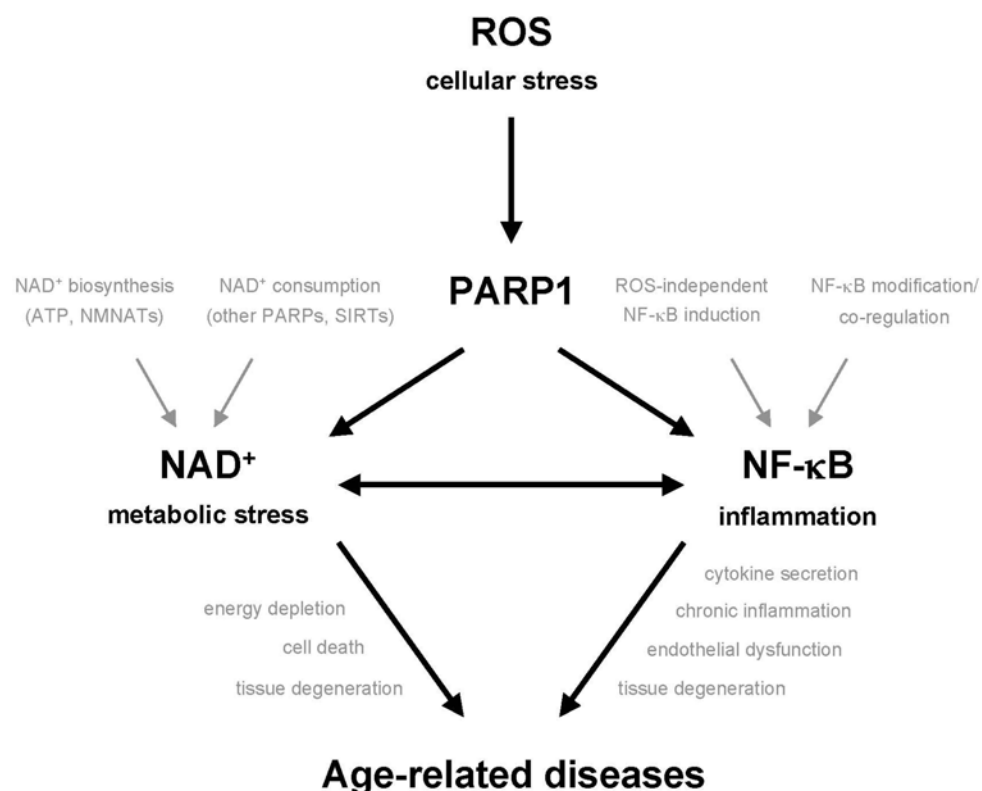 ROS
cellular stress
NAD⁺ biosynthesis
(ATP, NMNATs)
NAD⁺ consumption
(other PARPs, SIRTs)
PARP1
ROS-independent
NF-κB induction
NF-κB modification/
co-regulation
NAD⁺
metabolic stress
NF-κB
inflammation
energy depletion
cell death
tissue degeneration
cytokine secretion
chronic inflammation
endothelial dysfunction
tissue degeneration
Age-related diseases